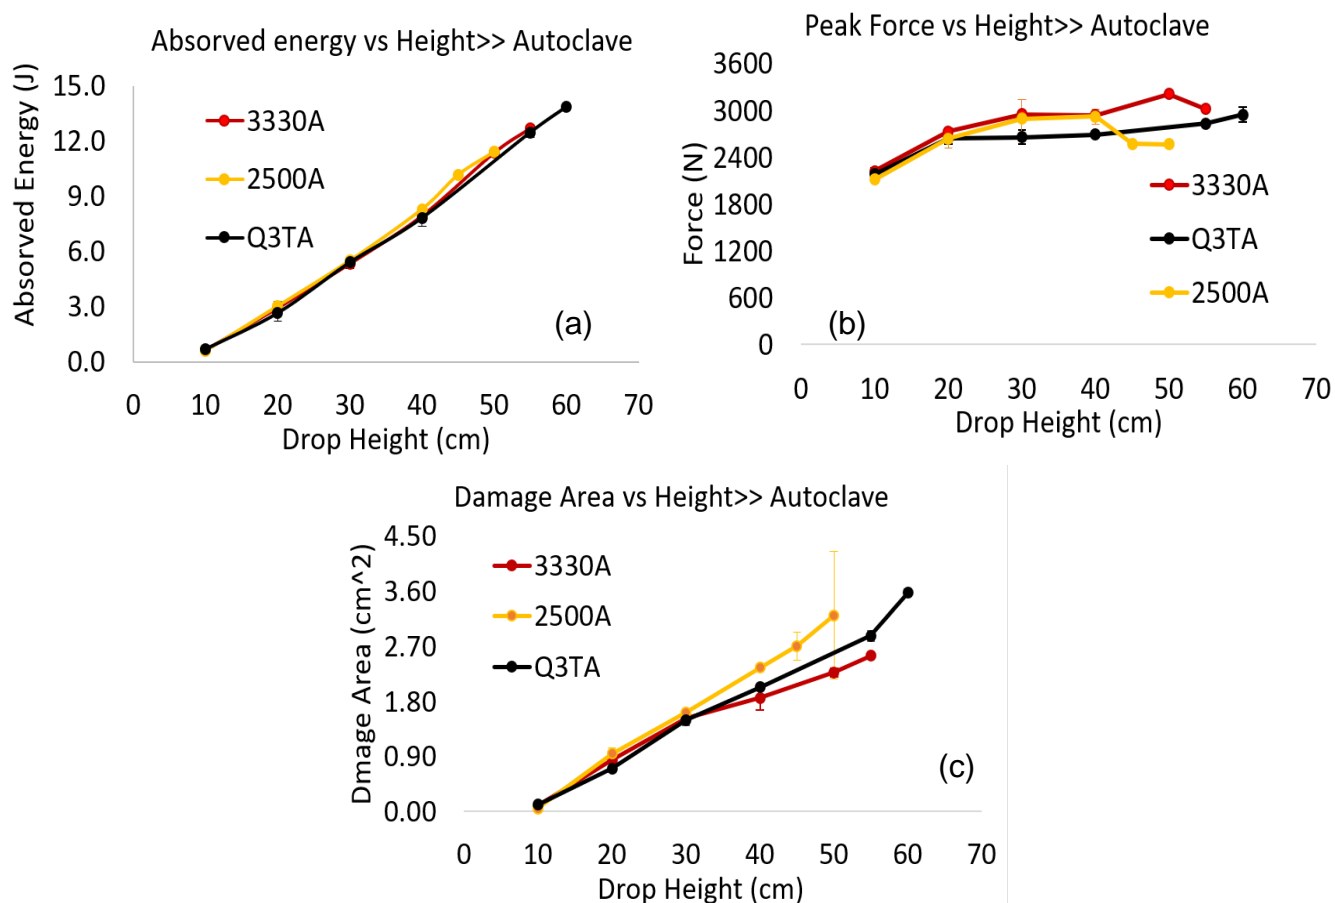 Absorved energy vs Height>> Autoclave
Absorved Energy (J)
15.0
12.0
9.0
6.0
3.0
0.0
3330A
2500A
Q3TA
(a)
0 10 20 30 40 50 60 70
Drop Height (cm)
Peak Force vs Height>> Autoclave
Force (N)
3600
3000
2400
1800
1200
600
0
3330A
Q3TA
2500A
(b)
0 10 20 30 40 50 60 70
Drop Height (cm)
Damage Area vs Height>> Autoclave
Dmage Area (cm^2)
4.50
3.60
2.70
1.80
0.90
0.00
3330A
2500A
Q3TA
(c)
0 10 20 30 40 50 60 70
Drop Height (cm)